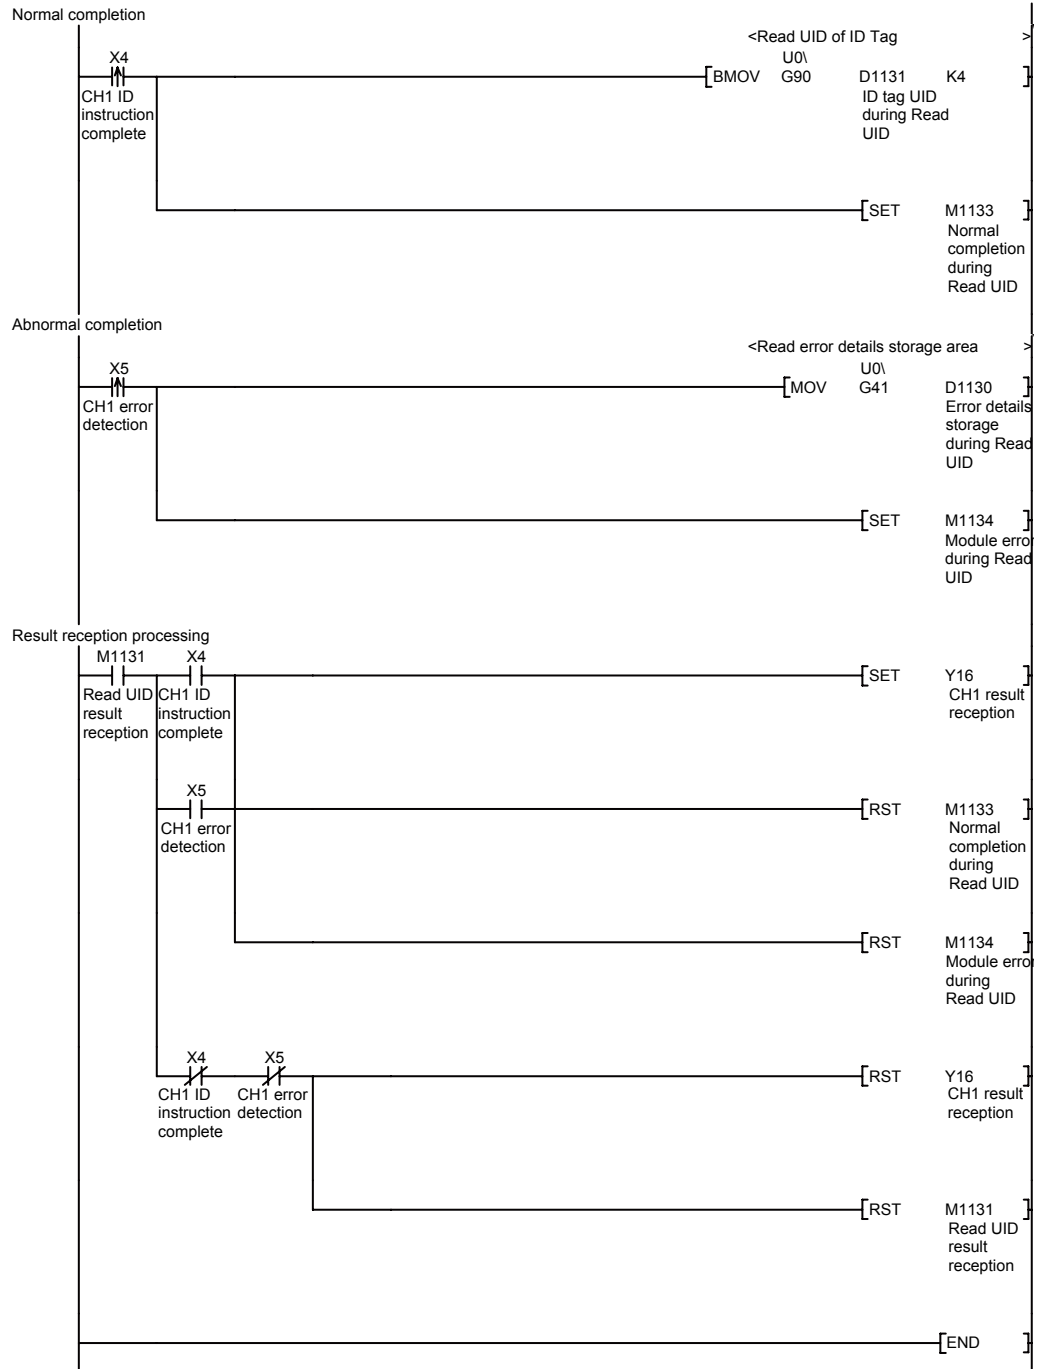 Normal completion
<Read UID of ID Tag >
X4 U0\
BMOV G90 D1131 K4
CH1 ID ID tag UID
instruction during Read
complete UID
SET M1133
Normal
completion
during
Read UID
Abnormal completion
<Read error details storage area >
X5 U0\
MOV G41 D1130
CH1 error Error details
detection storage
during Read
UID
SET M1134
Module error
during Read
UID
Result reception processing
M1131 X4
SET Y16
Read UID CH1 ID CH1 result
result instruction reception
reception complete
X5
RST M1133
CH1 error Normal
detection completion
during
Read UID
RST M1134
Module error
during
Read UID
X4 X5
RST Y16
CH1 ID CH1 error CH1 result
instruction detection reception
complete
RST M1131
Read UID
result
reception
END